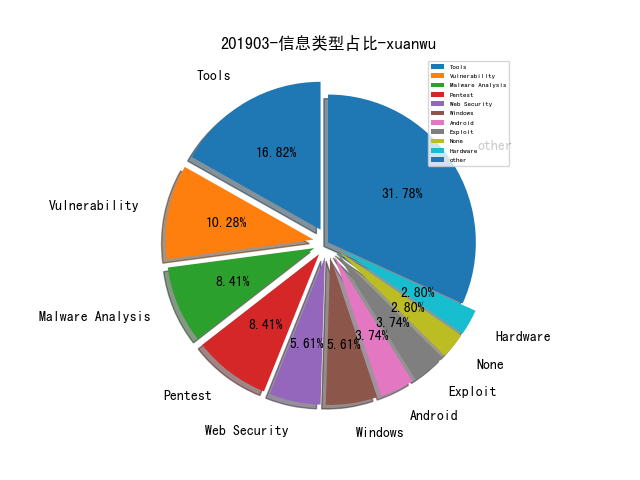 201903-信息类型占比-xuanwu
Tools
Vulnerability
Malware Analysis
Pentest
Web Security
Windows
Android
Exploit
None
Hardware
other
Tools
other
16.82%
31.78%
Vulnerability
10.28%
8.41%
2.80%
2.80%
Malware Analysis
8.41%
3.74%
Hardware
3.74%
5.61%
5.61%
None
Pentest
Exploit
Android
Web Security
Windows